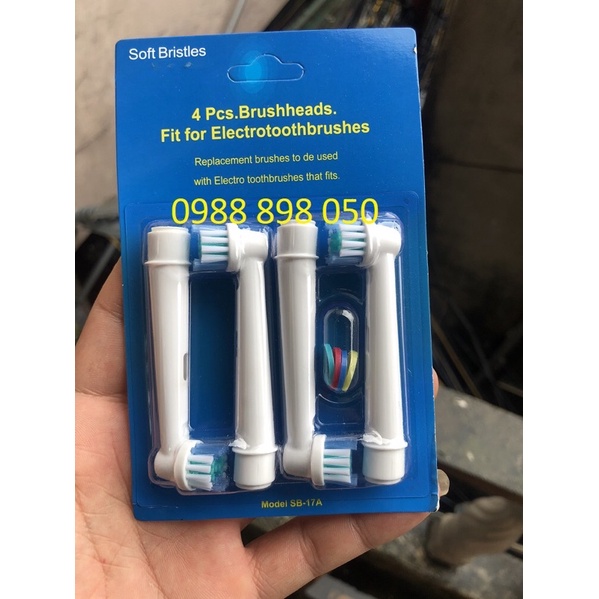 Soft Bristles
4 Pcs.Brushheads.
Fit for Electrotoothbrushes
Replacement brushes to de used
with Electro toothbrushes that fits.
0988 898 050
Model SB-17A